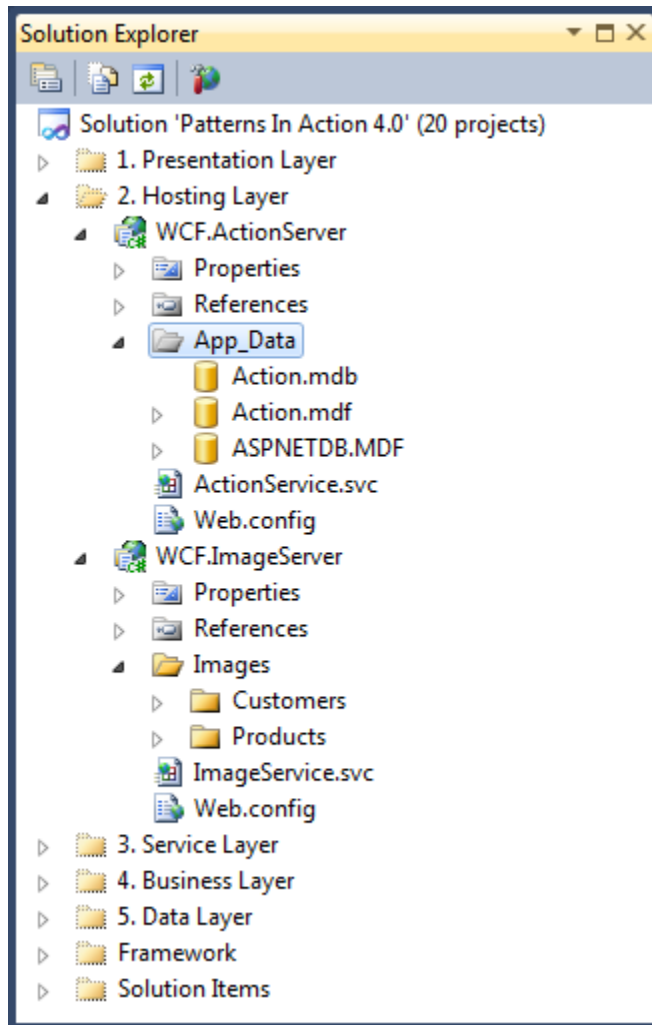 Solution Explorer
Solution 'Patterns In Action 4.0' (20 projects)
1. Presentation Layer
2. Hosting Layer
WCF.ActionServer
Properties
References
App_Data
Action.mdb
Action.mdf
ASPNETDB.MDF
ActionService.svc
Web.config
WCF.ImageServer
Properties
References
Images
Customers
Products
ImageService.svc
Web.config
3. Service Layer
4. Business Layer
5. Data Layer
Framework
Solution Items